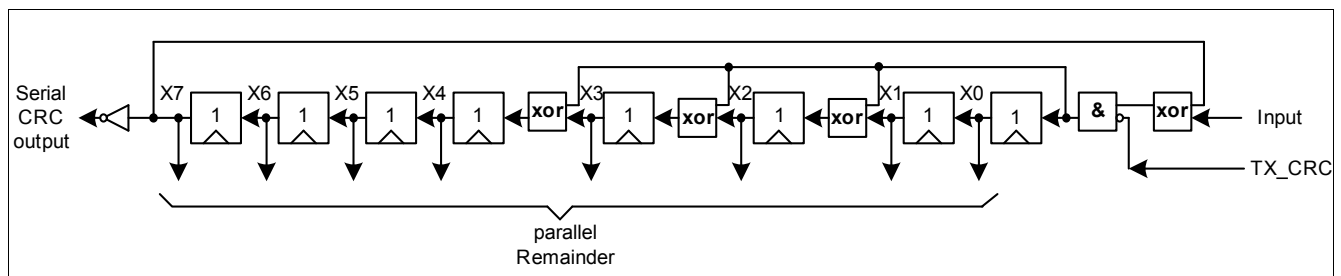 Serial
CRC
output
X7
1
X6
1
X5
1
X4
1
xor
X3
1
xor
X2
1
xor
X1
1
X0
1
&
xor
Input
TX_CRC
parallel
Remainder